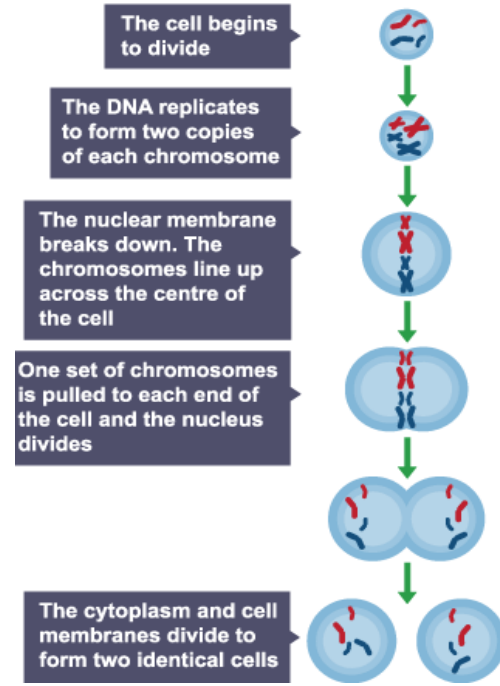 The cell begins
to divide
The DNA replicates
to form two copies
of each chromosome
The nuclear membrane
breaks down. The
chromosomes line up
across the centre of
the cell
One set of chromosomes
is pulled to each end of
the cell and the nucleus
divides
The cytoplasm and cell
membranes divide to
form two identical cells